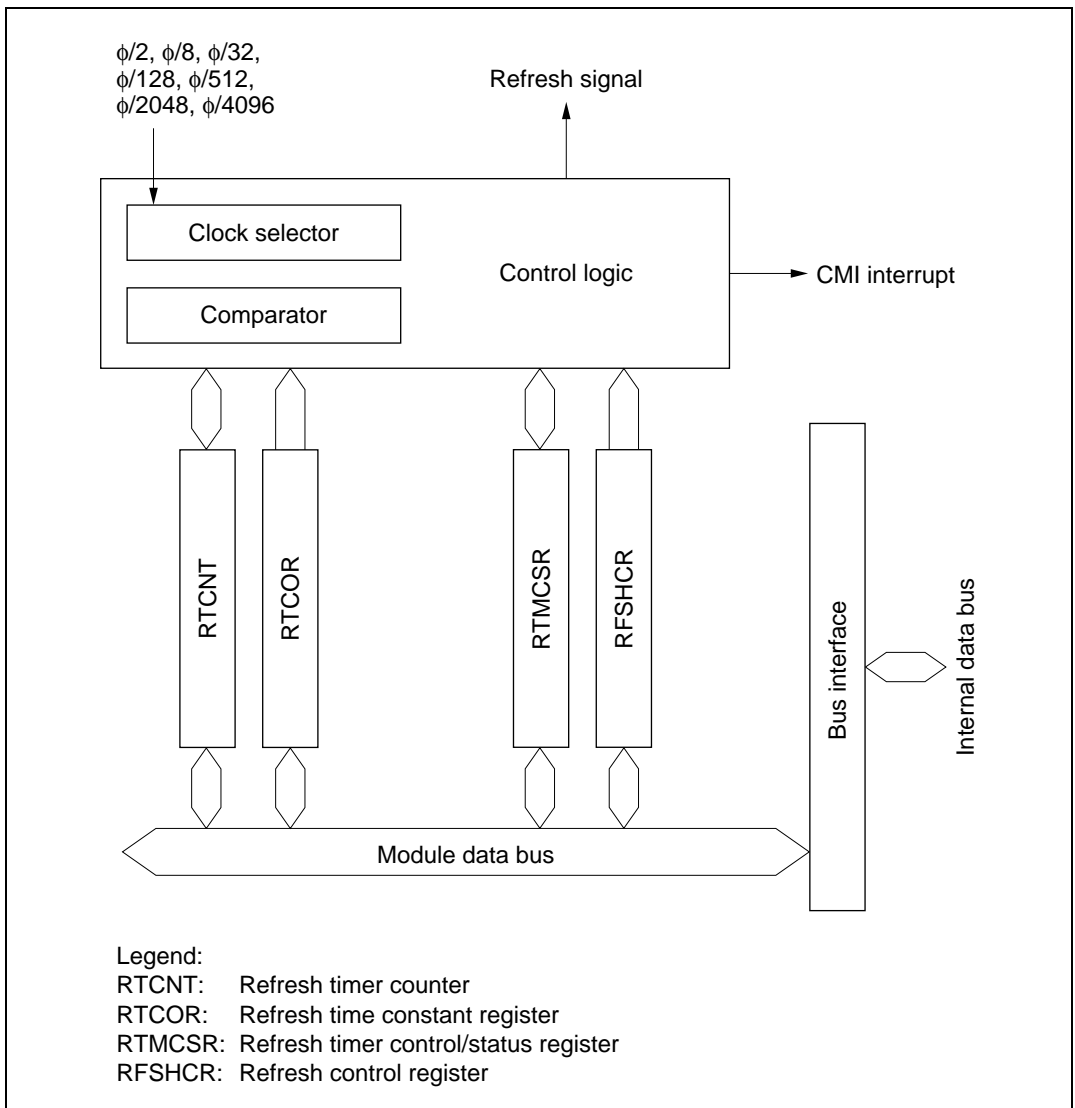 ϕ/2, ϕ/8, ϕ/32,
ϕ/128, ϕ/512,
ϕ/2048, ϕ/4096
Refresh signal
Clock selector
Control logic
CMI interrupt
Comparator
RTCNT
RTCOR
RTMCSR
RFSHCR
Bus interface
Internal data bus
Module data bus
Legend:
RTCNT: Refresh timer counter
RTCOR: Refresh time constant register
RTMCSR: Refresh timer control/status register
RFSHCR: Refresh control register